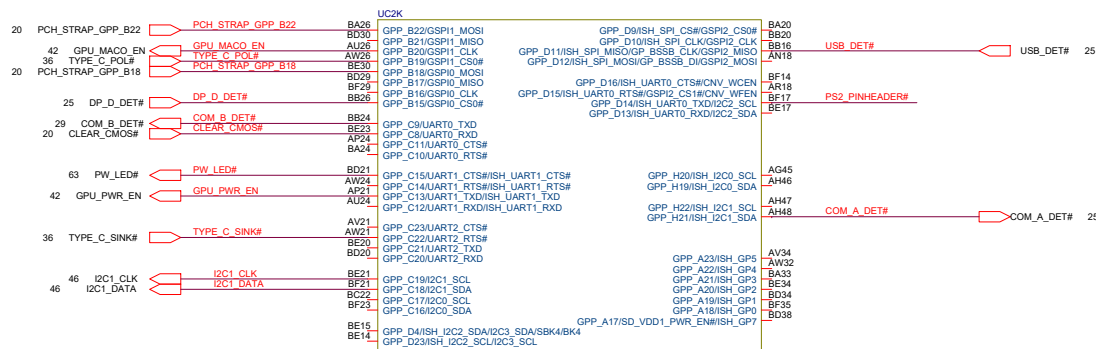 UC2K
20 PCH_STRAP_GPP_B22 PCH_STRAP_GPP_B22 BA26 GPP_B22/GSPI1_MOSI GPP_D9/ISH_SPI_CS#/GSPI2_CS0# BA20
BD30 GPP_B21/GSPI1_MISO GPP_D10/ISH_SPI_CLK/GSPI2_CLK BB20
42 GPU_MACO_EN GPU_MACO_EN AU26 GPP_B20/GSPI1_CLK GPP_D11/ISH_SPI_MISO/GP_BSSB_CLK/GSPI2_MISO BB16 USB_DET# USB_DET# 25
36 TYPE_C_POL# TYPE_C_POL# AW26 GPP_B19/GSPI1_CS0# GPP_D12/ISH_SPI_MOSI/GP_BSSB_DI/GSPI2_MOSI AN18
20 PCH_STRAP_GPP_B18 PCH_STRAP_GPP_B18 BE30 GPP_B18/GSPI0_MOSI
BD29 GPP_B17/GSPI0_MISO GPP_D16/ISH_UART0_CTS#/CNV_WCEN BF14
BF29 GPP_B16/GSPI0_CLK GPP_D15/ISH_UART0_RTS#/GSPI2_CS1#/CNV_WFEN AR18
25 DP_D_DET# DP_D_DET# BB26 GPP_B15/GSPI0_CS0# GPP_D14/ISH_UART0_TXD/I2C2_SCL BF17 PS2_PINHEADER#
GPP_D13/ISH_UART0_RXD/I2C2_SDA BE17
29 COM_B_DET# COM_B_DET# BB24 GPP_C9/UART0_TXD
20 CLEAR_CMOS# CLEAR_CMOS# BE23 GPP_C8/UART0_RXD
AP24 GPP_C11/UART0_CTS#
BA24 GPP_C10/UART0_RTS#
63 PW_LED# PW_LED# BD21 GPP_C15/UART1_CTS#/ISH_UART1_CTS# GPP_H20/ISH_I2C0_SCL AG45
AW24 GPP_C14/UART1_RTS#/ISH_UART1_RTS# GPP_H19/ISH_I2C0_SDA AH46
42 GPU_PWR_EN GPU_PWR_EN AP21 GPP_C13/UART1_TXD/ISH_UART1_TXD
AU24 GPP_C12/UART1_RXD/ISH_UART1_RXD GPP_H22/ISH_I2C1_SCL AH47
GPP_H21/ISH_I2C1_SDA AH48 COM_A_DET# COM_A_DET# 25
AV21 GPP_C23/UART2_CTS#
36 TYPE_C_SINK# TYPE_C_SINK# AW21 GPP_C22/UART2_RTS#
BE20 GPP_C21/UART2_TXD
BD20 GPP_C20/UART2_RXD GPP_A23/ISH_GP5 AV34
GPP_A22/ISH_GP4 AW32
46 I2C1_CLK I2C1_CLK BE21 GPP_C19/I2C1_SCL GPP_A21/ISH_GP3 BA33
46 I2C1_DATA I2C1_DATA BF21 GPP_C18/I2C1_SDA GPP_A20/ISH_GP2 BE34
BC22 GPP_C17/I2C0_SCL GPP_A19/ISH_GP1 BD34
BF23 GPP_C16/I2C0_SDA GPP_A18/ISH_GP0 BF35
GPP_A17/SD_VDD1_PWR_EN#/ISH_GP7 BD38
BE15 GPP_D4/ISH_I2C2_SDA/I2C3_SDA/SBK4/BK4
BE14 GPP_D23/ISH_I2C2_SCL/I2C3_SCL